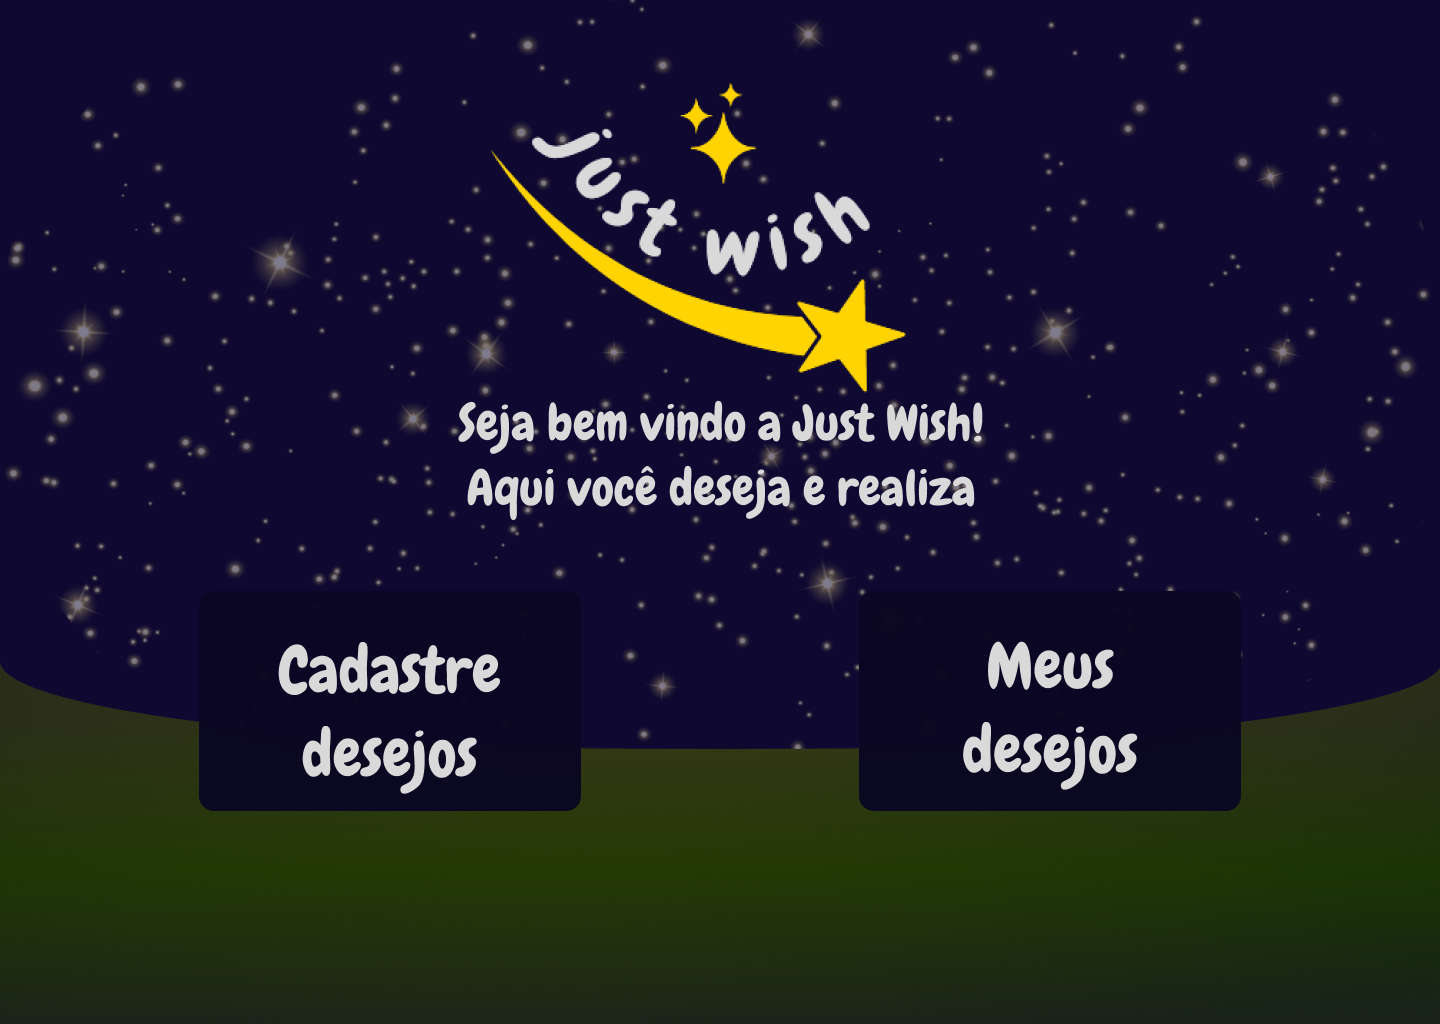 Just wish
Seja bem vindo a Just Wish!
Aqui você deseja e realiza
Cadastre
desejos
Meus
desejos